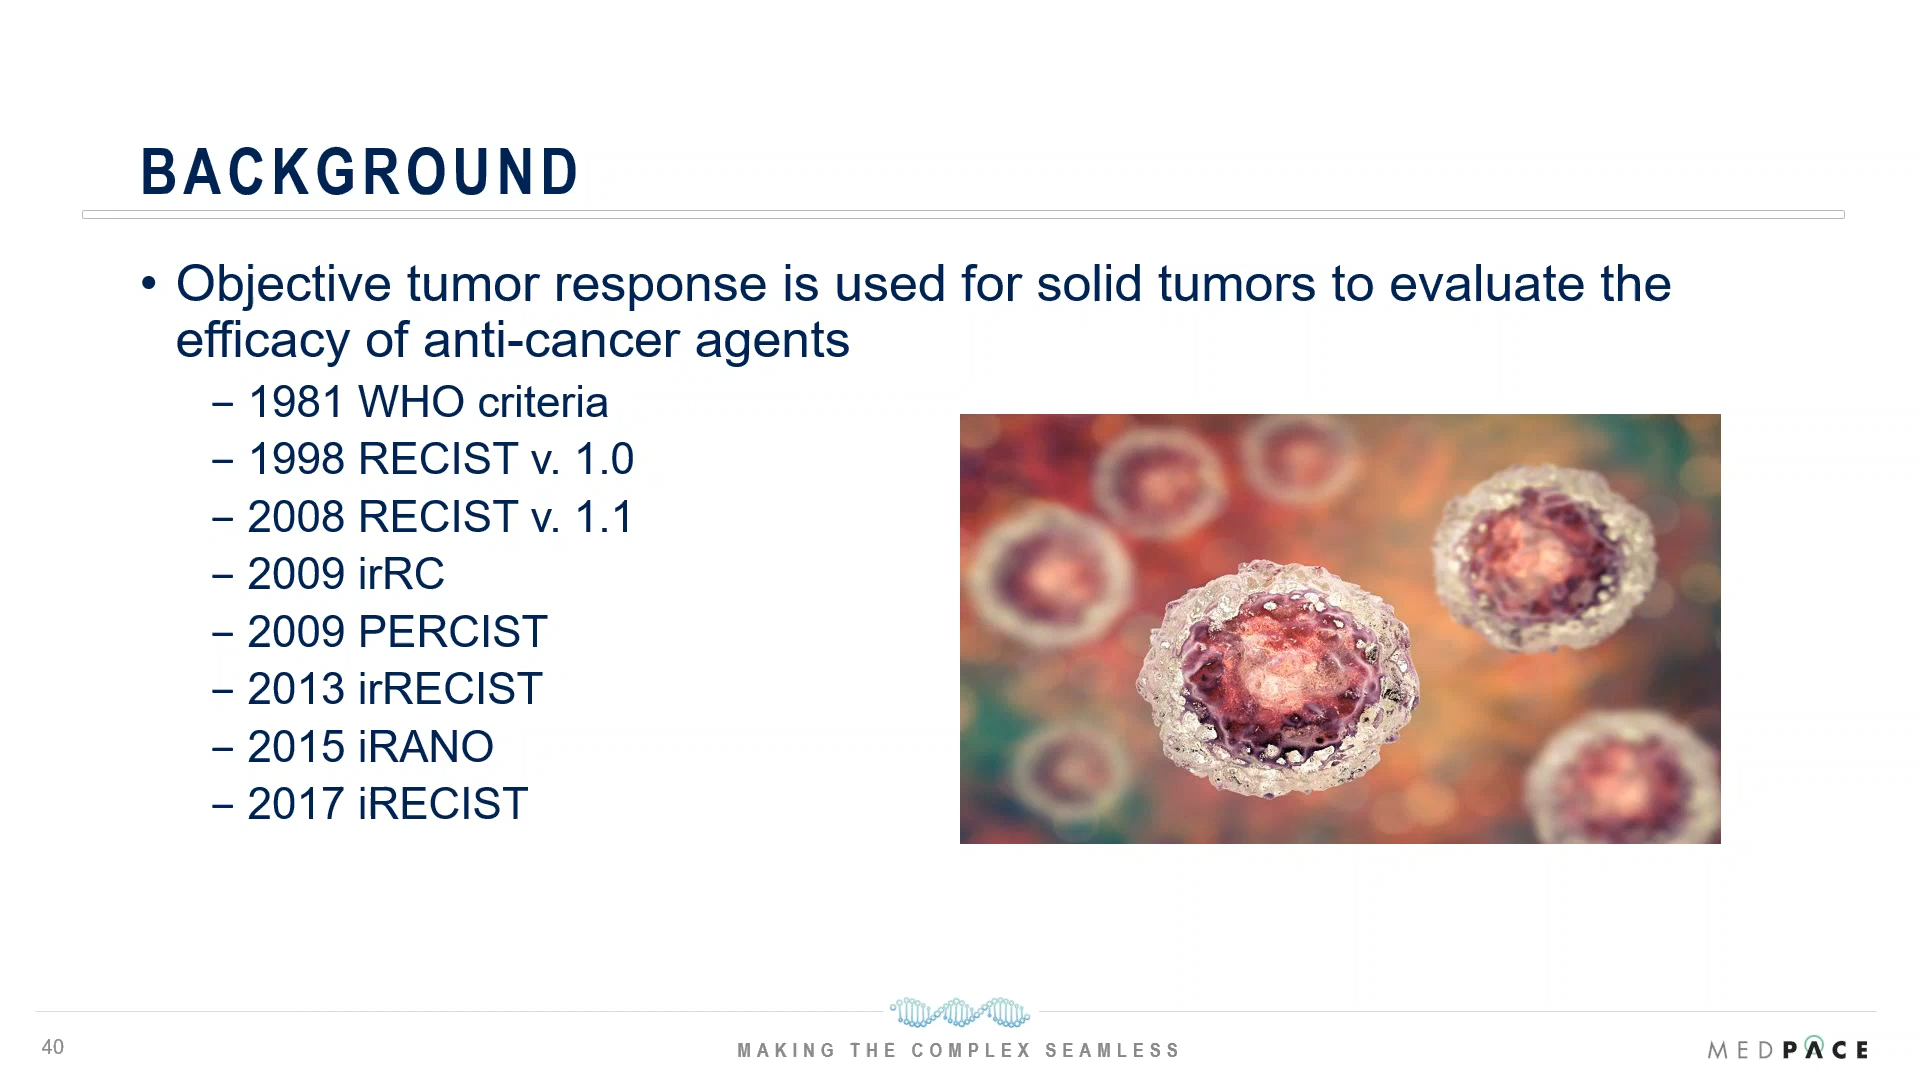 BACKGROUND
• Objective tumor response is used for solid tumors to evaluate the
efficacy of anti-cancer agents
– 1981 WHO criteria
– 1998 RECIST v. 1.0
– 2008 RECIST v. 1.1
– 2009 irRC
– 2009 PERCIST
– 2013 irRECIST
– 2015 iRANO
– 2017 iRECIST
40
MAKING THE COMPLEX SEAMLESS
MEDPACE